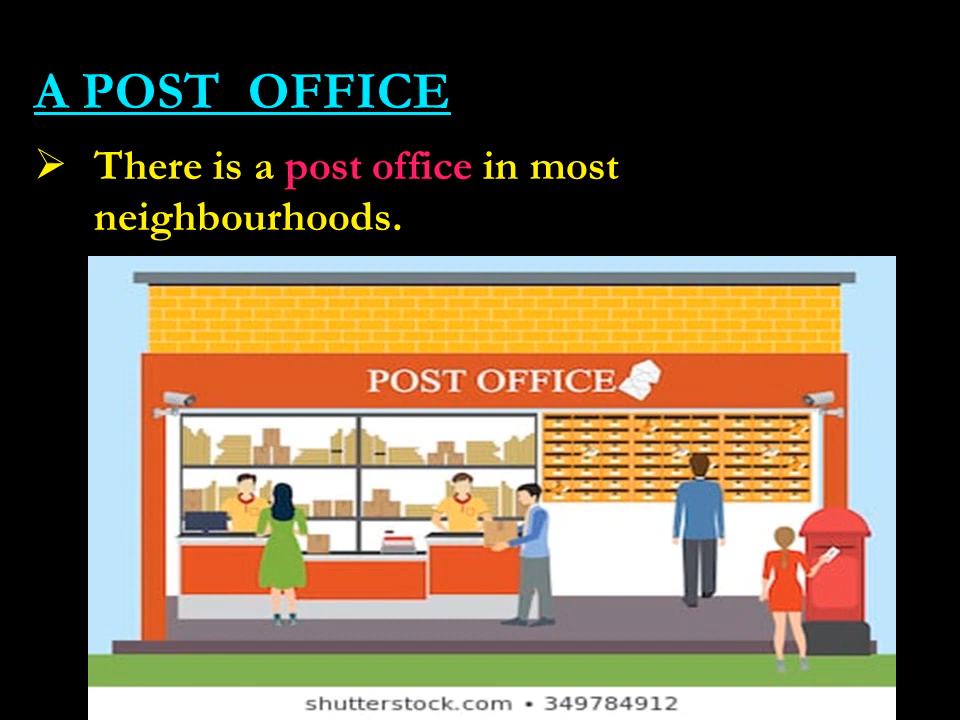 A POST OFFICE
➢ There is a post office in most
neighbourhoods.
POST OFFICE
shutterstock.com • 349784912